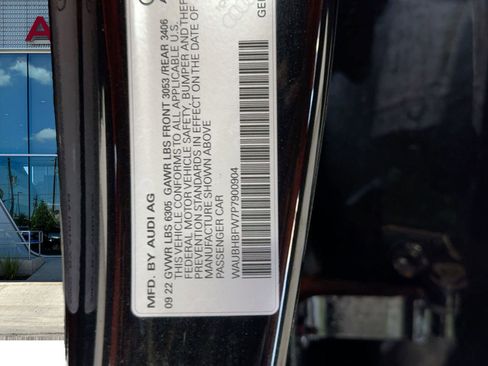 MFD. BY AUDI AG
09 22 GVWR LBS 6305 GAWR LBS FRONT 3053 /REAR 3406
THIS VEHICLE CONFORMS TO ALL APPLICABLE U.S.
FEDERAL MOTOR VEHICLE SAFETY, BUMPER AND THEFT
PREVENTION STANDARDS IN EFFECT ON THE DATE OF
MANUFACTURE SHOWN ABOVE
PASSENGER CAR
WAU8HBFW7P7900904
A